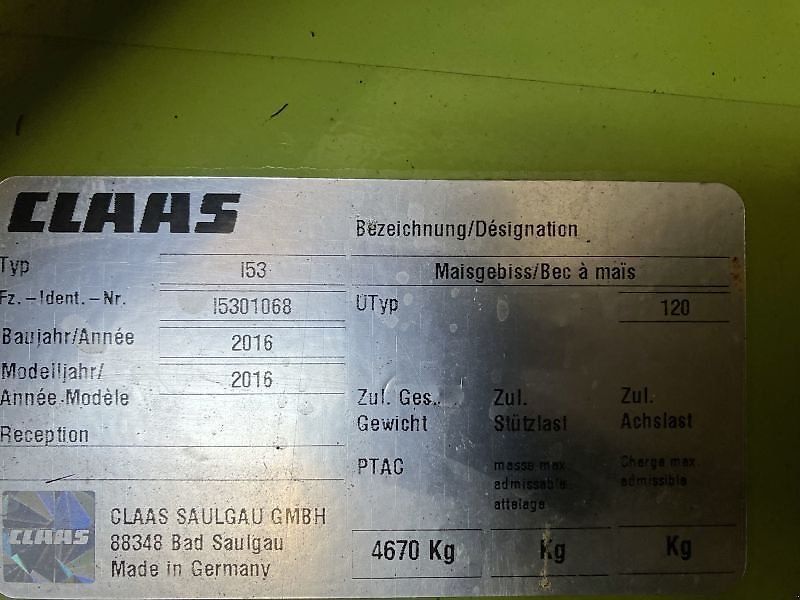 CLAAS
Bezeichnung/Désignation
Typ I53 Maisgebiss/Bec à maïs
Fz.-Ident.-Nr. I5301068 UTyp 120
Baujahr/Année 2016
Modelljahr/
Année-Modèle 2016
Zul. Ges. Zul. Zul.
Gewicht Stützlast Achslast
Reception
PTAC masse max. Charge max.
admissable admissible
attelage
CLAAS
CLAAS SAULGAU GMBH
88348 Bad Saulgau
Made in Germany
4670 Kg Kg Kg